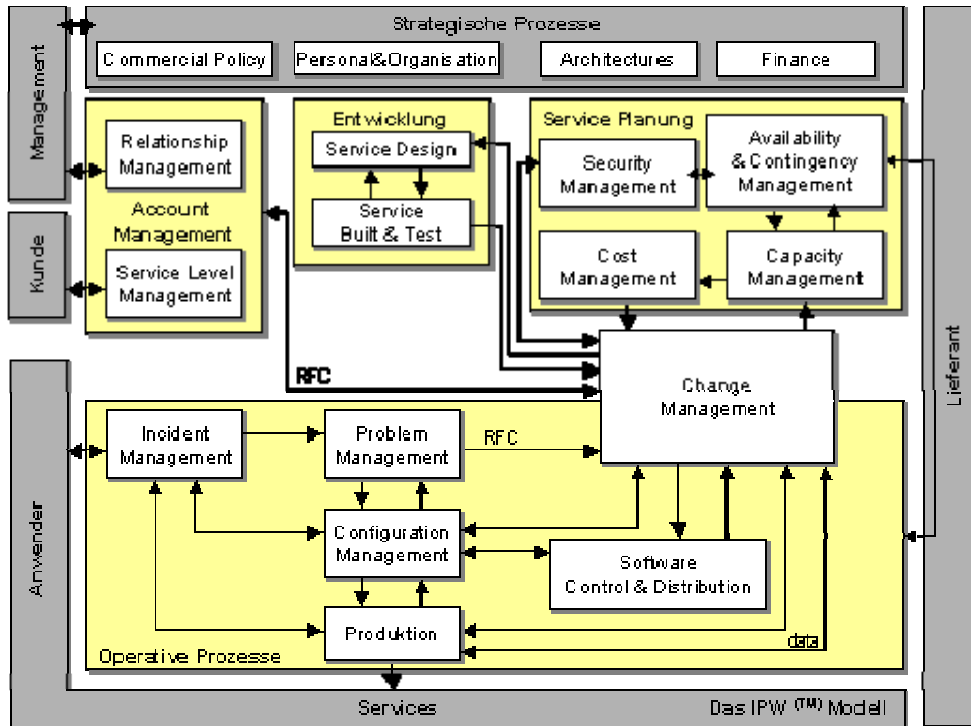 Strategische Prozesse
Commercial Policy
Personal&Organisation
Architectures
Finance
Management
Kunde
Anwender
Lieferant
Relationship
Management
Account
Management
Service Level
Management
Entwicklung
Service Design
Service
Built & Test
Service Planung
Security
Management
Availability
& Contingency
Management
Cost
Management
Capacity
Management
RFC
Change
Management
Incident
Management
Problem
Management
RFC
Configuration
Management
Software
Control & Distribution
Produktion
data
Operative Prozesse
Services
Das IPW (TM) Modell